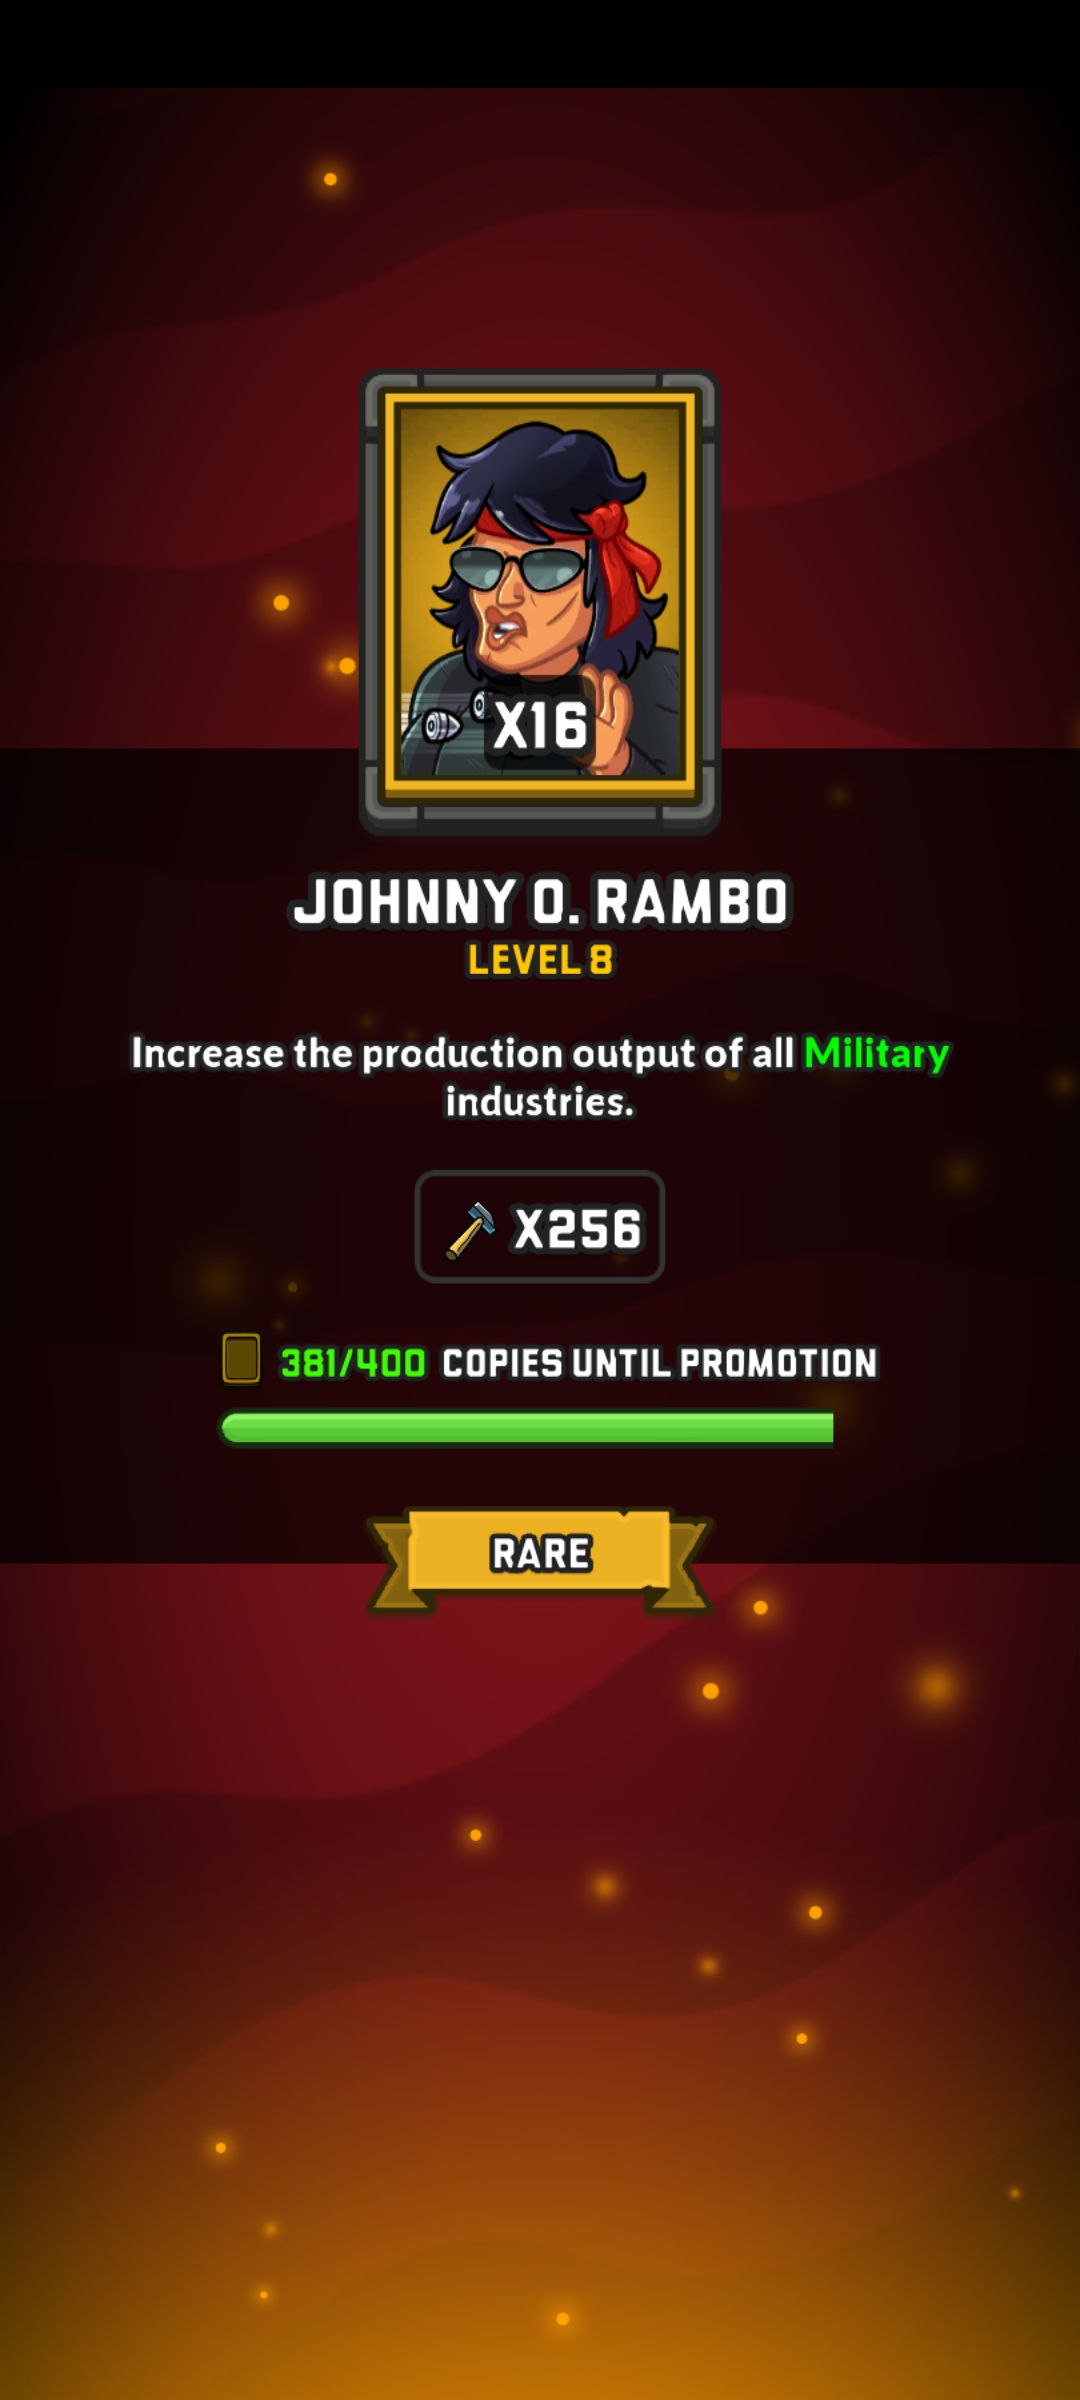 X16
JOHNNY O. RAMBO
LEVEL 8
Increase the production output of all Military
industries.
X256
381/400 COPIES UNTIL PROMOTION
RARE